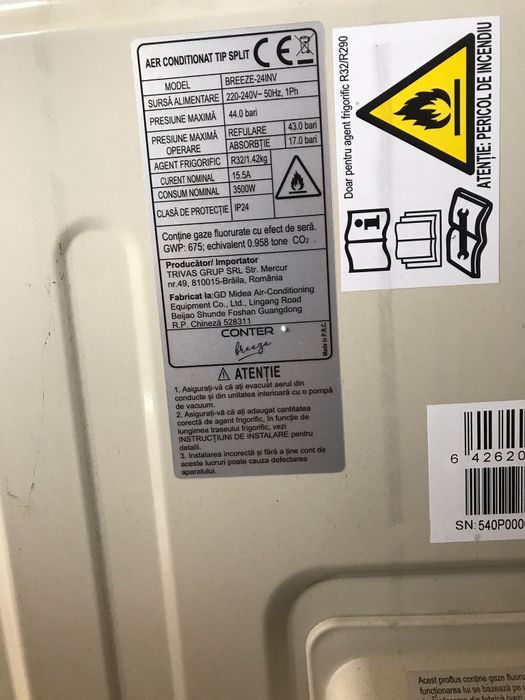 AER CONDITIONAT TIP SPLIT CE
MODEL BREEZE-24INV
SURSĂ ALIMENTARE 220-240V~ 50Hz, 1Ph
PRESIUNE MAXIMĂ 44.0 bari
PRESIUNE MAXIMĂ OPERARE REFULARE 43.0 bari
ABSORBȚIE 17.0 bari
AGENT FRIGORIFIC R32/1.42kg
CURENT NOMINAL 15.5A
CONSUM NOMINAL 3500W
CLASĂ DE PROTECȚIE IP24
Conține gaze fluorurate cu efect de seră.
GWP: 675; echivalent 0.958 tone CO₂ .
Producător/ Importator
TRIVAS GRUP SRL Str. Mercur
nr.49, 810015-Brăila, România
Fabricat la:GD Midea Air-Conditioning
Equipment Co., Ltd., Lingang Road
Beijao Shunde Foshan Guangdong
R.P. Chineză 528311
CONTER
breeze
Made in P.R.C.
ATENȚIE
1. Asigurați-vă că ați evacuat aerul din
conducte și din unitatea interioară cu o pompă
de vacuum.
2. Asigurați-vă că ați adaugat cantitatea
corectă de agent frigorific, în funcție de
lungimea traseului frigorific, vezi
INSTRUCȚIUNI DE INSTALARE pentru
detalii.
3. Instalarea incorectă și fără a ține cont de
aceste lucruri poate cauza defectarea
aparatului.
Doar pentru agent frigorific R32/R290
ATENȚIE: PERICOL DE INCENDIU
6 42620
SN: 540P000
Acest produs conține gaze fluoru
funcționarea lui se bazează pe